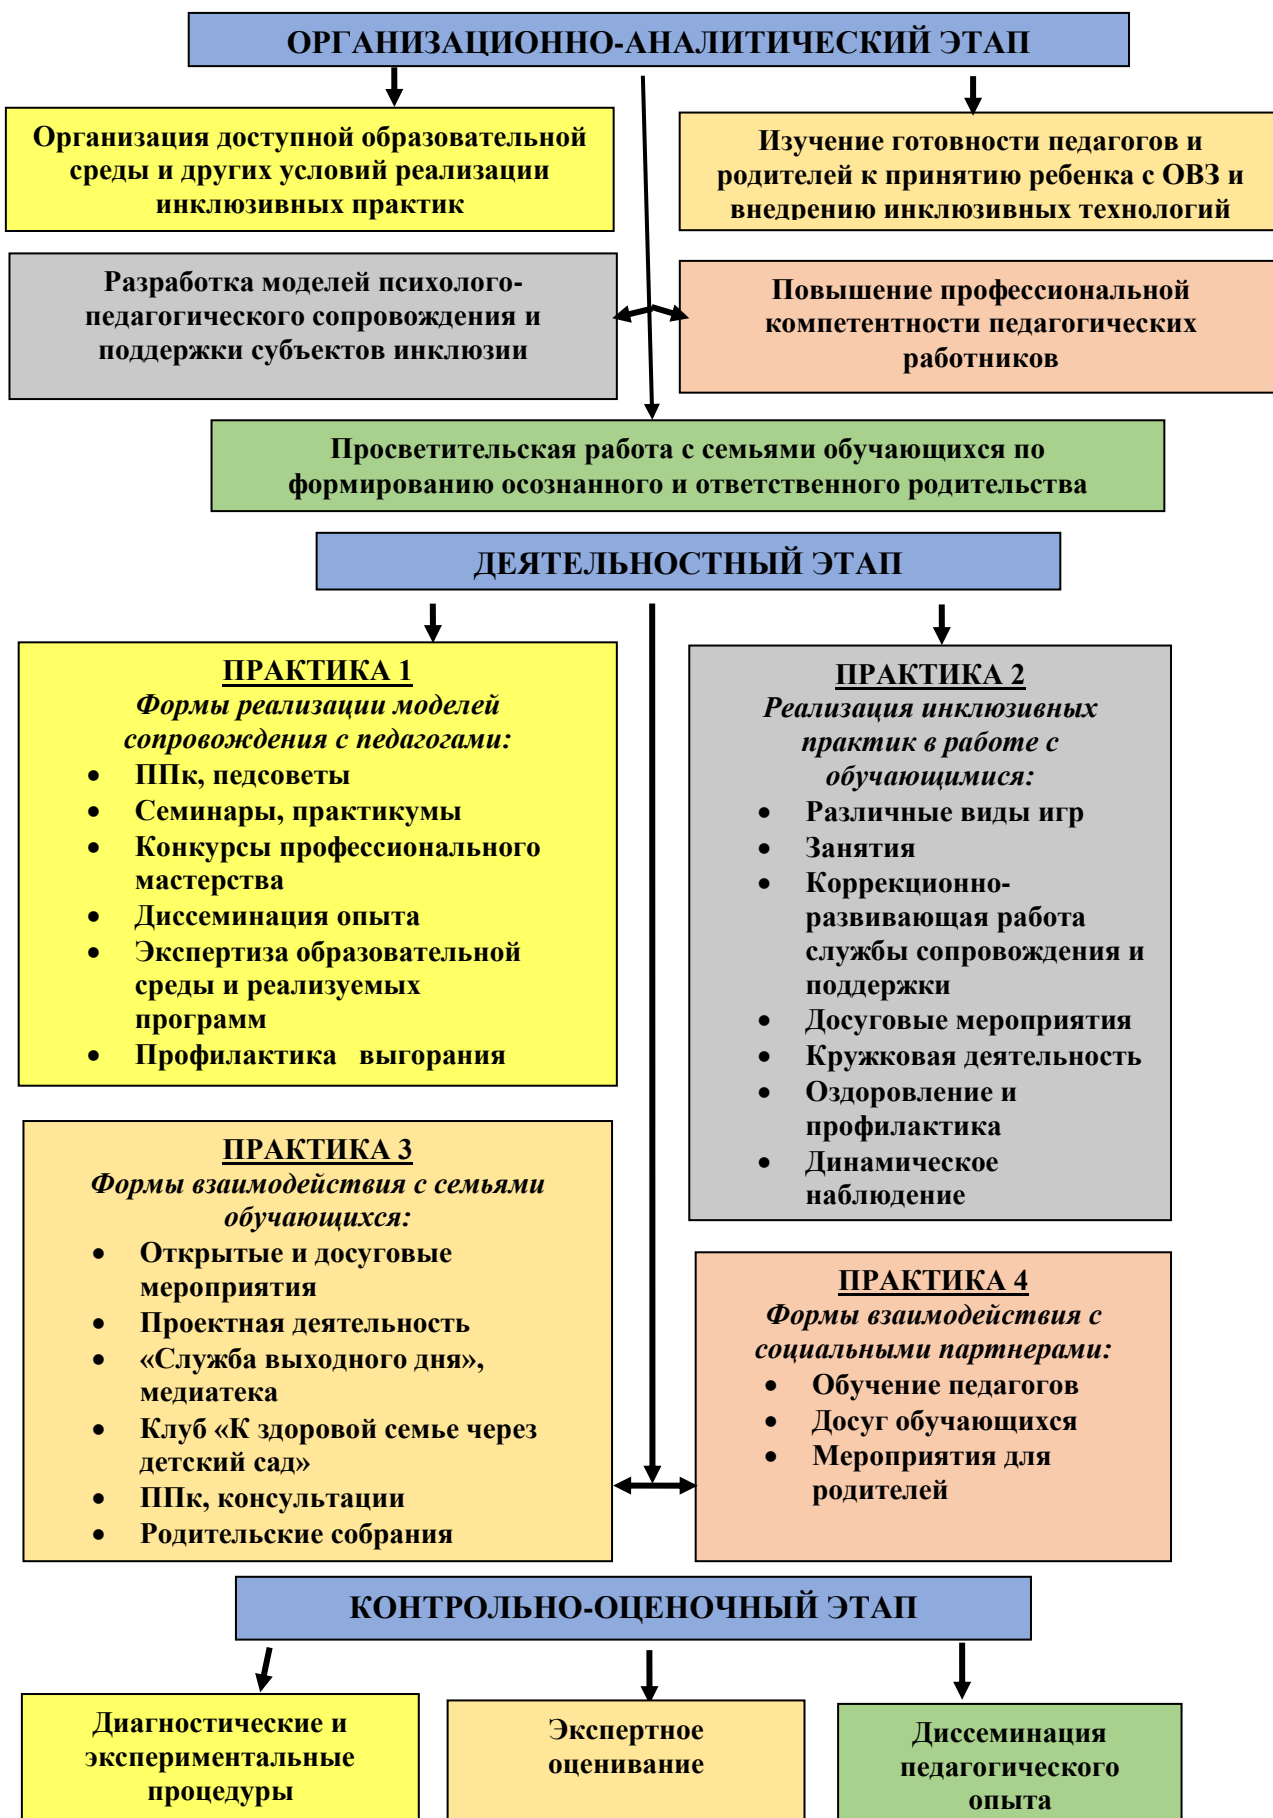 ОРГАНИЗАЦИОННО-АНАЛИТИЧЕСКИЙ ЭТАП
Организация доступной образовательной
среды и других условий реализации
инклюзивных практик
Изучение готовности педагогов и
родителей к принятию ребенка с ОВЗ и
внедрению инклюзивных технологий
Разработка моделей психолого-
педагогического сопровождения и
поддержки субъектов инклюзии
Повышение профессиональной
компетентности педагогических
работников
Просветительская работа с семьями обучающихся по
формированию осознанного и ответственного родительства
ДЕЯТЕЛЬНОСТНЫЙ ЭТАП
ПРАКТИКА 1
Формы реализации моделей
сопровождения с педагогами:
• ППк, педсоветы
• Семинары, практикумы
• Конкурсы профессионального
мастерства
• Диссеминация опыта
• Экспертиза образовательной
среды и реализуемых
программ
• Профилактика выгорания
ПРАКТИКА 2
Реализация инклюзивных
практик в работе с
обучающимися:
• Различные виды игр
• Занятия
• Коррекционно-
развивающая работа
службы сопровождения и
поддержки
• Досуговые мероприятия
• Кружковая деятельность
• Оздоровление и
профилактика
• Динамическое
наблюдение
ПРАКТИКА 3
Формы взаимодействия с семьями
обучающихся:
• Открытые и досуговые
мероприятия
• Проектная деятельность
• «Служба выходного дня»,
медиатека
• Клуб «К здоровой семье через
детский сад»
• ППк, консультации
• Родительские собрания
ПРАКТИКА 4
Формы взаимодействия с
социальными партнерами:
• Обучение педагогов
• Досуг обучающихся
• Мероприятия для
родителей
КОНТРОЛЬНО-ОЦЕНОЧНЫЙ ЭТАП
Диагностические и
экспериментальные
процедуры
Экспертное
оценивание
Диссеминация
педагогического
опыта